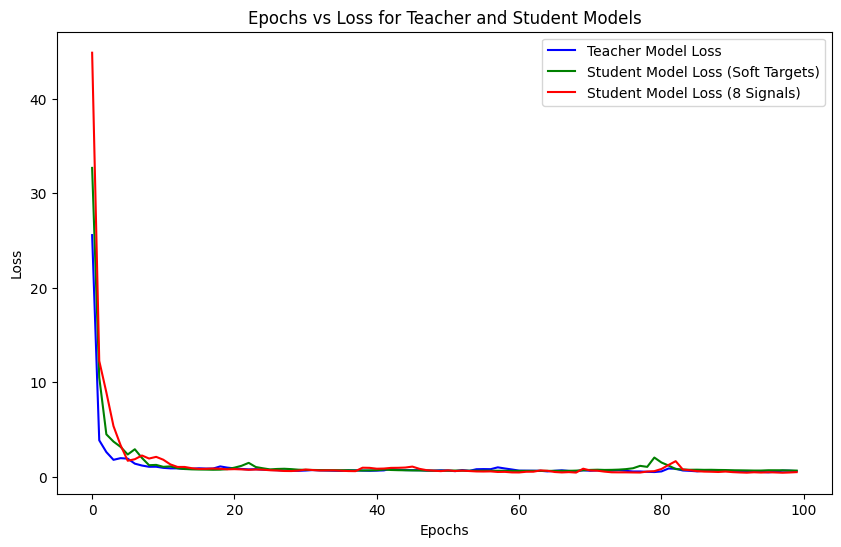 Epochs vs Loss for Teacher and Student Models
Teacher Model Loss
Student Model Loss (Soft Targets)
Student Model Loss (8 Signals)
Loss
40
30
20
10
0
0 20 40 60 80 100
Epochs